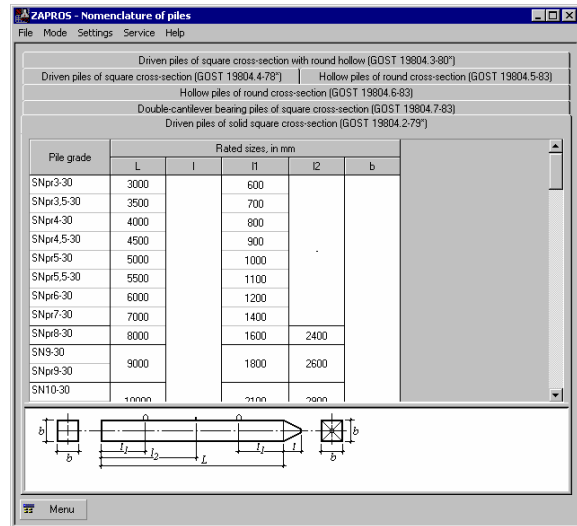 ZAPROS - Nomenclature of piles
File Mode Settings Service Help
Driven piles of square cross-section with round hollow (GOST 19804.3-80*)
Driven piles of square cross-section (GOST 19804.4-78*) Hollow piles of round cross-section (GOST 19804.5-83)
Hollow piles of round cross-section (GOST 19804.6-83)
Double-cantilever bearing piles of square cross-section (GOST 19804.7-83)
Driven piles of solid square cross-section (GOST 19804.2-79*)
Pile grade Rated sizes, in mm
L l l1 l2 b
SNpr3-30 3000 600
SNpr3,5-30 3500 700
SNpr4-30 4000 800
SNpr4,5-30 4500 900
SNpr5-30 5000 1000
SNpr5,5-30 5500 1100
SNpr6-30 6000 1200
SNpr7-30 7000 1400
SNpr8-30 8000 1600 2400
SN9-30
9000 1800 2600
SNpr9-30
SN10-30
10000 2100 2900
b b l1 l2 L l1 l b b
Menu